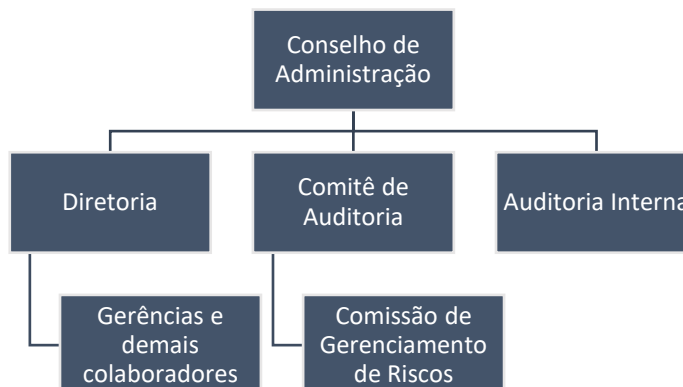 Conselho de
Administração
Diretoria
Comitê de
Auditoria
Auditoria Interna
Gerências e
demais
colaboradores
Comissão de
Gerenciamento
de Riscos